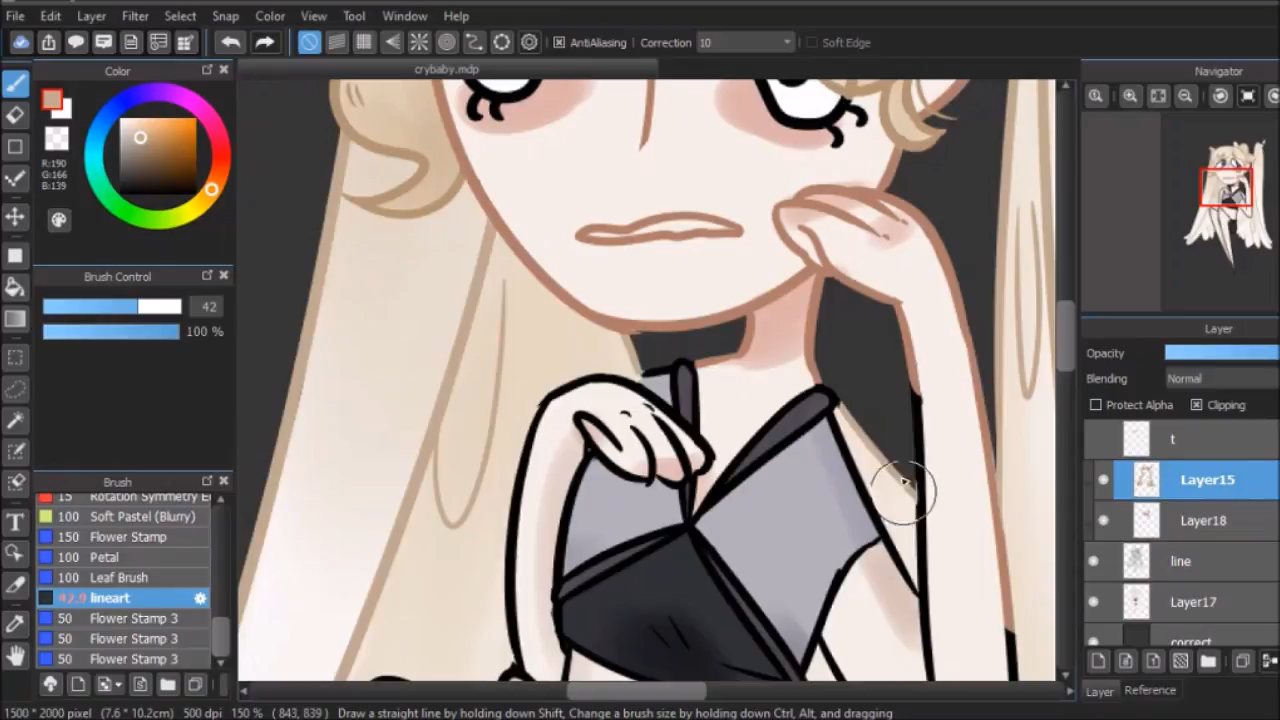 File Edit Layer Filter Select Snap Color View Tool Window Help
AntiAliasing Correction 10 Soft Edge
Color
crybaby.mdp
Navigator
R:190
G:166
B:139
Brush Control
42
100 %
Layer
Opacity
Blending Normal
Protect Alpha Clipping
t
Layer15
Layer18
line
Layer17
correct
Brush
15 Rotation Symmetry
100 Soft Pastel (Blurry)
150 Flower Stamp
100 Petal
100 Leaf Brush
42.0 lineart
50 Flower Stamp 3
50 Flower Stamp 3
50 Flower Stamp 3
Layer Reference
1500 * 2000 pixel (7.6 * 10.2cm) 500 dpi 150 % ( 843, 839 ) Draw a straight line by holding down Shift, Change a brush size by holding down Ctrl, Alt, and dragging